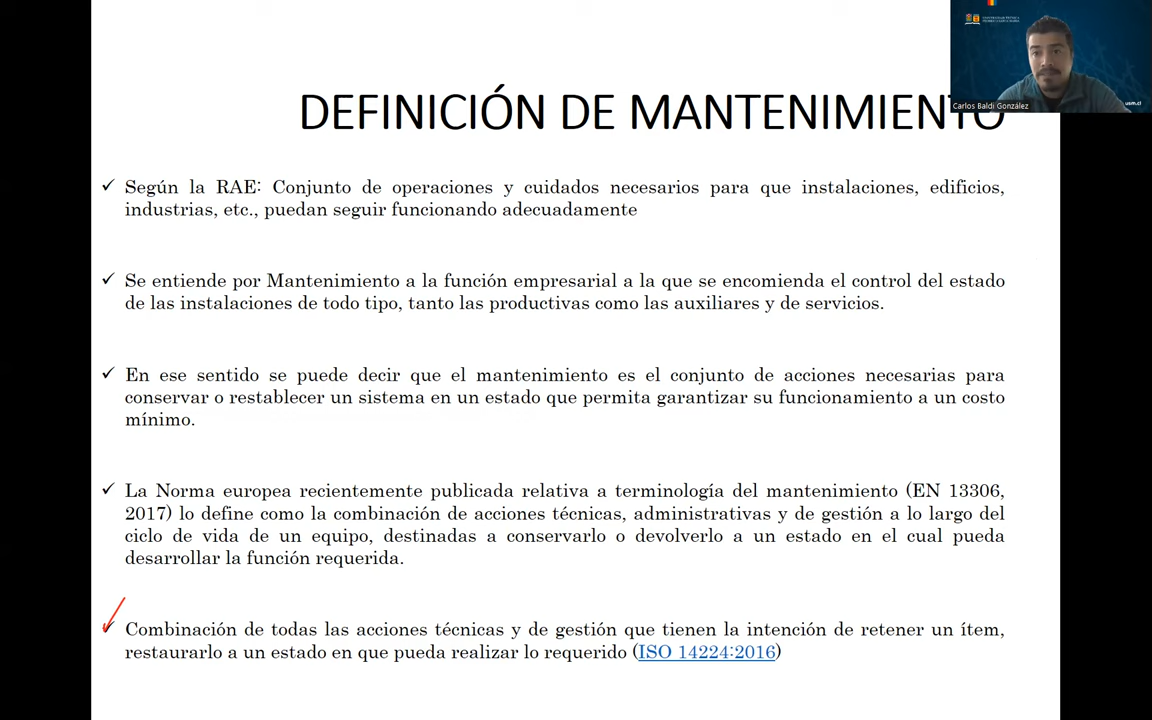 UNIVERSIDAD TÉCNICA
FEDERICO SANTA MARÍA
Carlos Baldi González
usm.cl
DEFINICIÓN DE MANTENIMIENTO
✓ Según la RAE: Conjunto de operaciones y cuidados necesarios para que instalaciones, edificios,
industrias, etc., puedan seguir funcionando adecuadamente
✓ Se entiende por Mantenimiento a la función empresarial a la que se encomienda el control del estado
de las instalaciones de todo tipo, tanto las productivas como las auxiliares y de servicios.
✓ En ese sentido se puede decir que el mantenimiento es el conjunto de acciones necesarias para
conservar o restablecer un sistema en un estado que permita garantizar su funcionamiento a un costo
mínimo.
✓ La Norma europea recientemente publicada relativa a terminología del mantenimiento (EN 13306,
2017) lo define como la combinación de acciones técnicas, administrativas y de gestión a lo largo del
ciclo de vida de un equipo, destinadas a conservarlo o devolverlo a un estado en el cual pueda
desarrollar la función requerida.
✓ Combinación de todas las acciones técnicas y de gestión que tienen la intención de retener un ítem,
restaurarlo a un estado en que pueda realizar lo requerido (ISO 14224:2016)